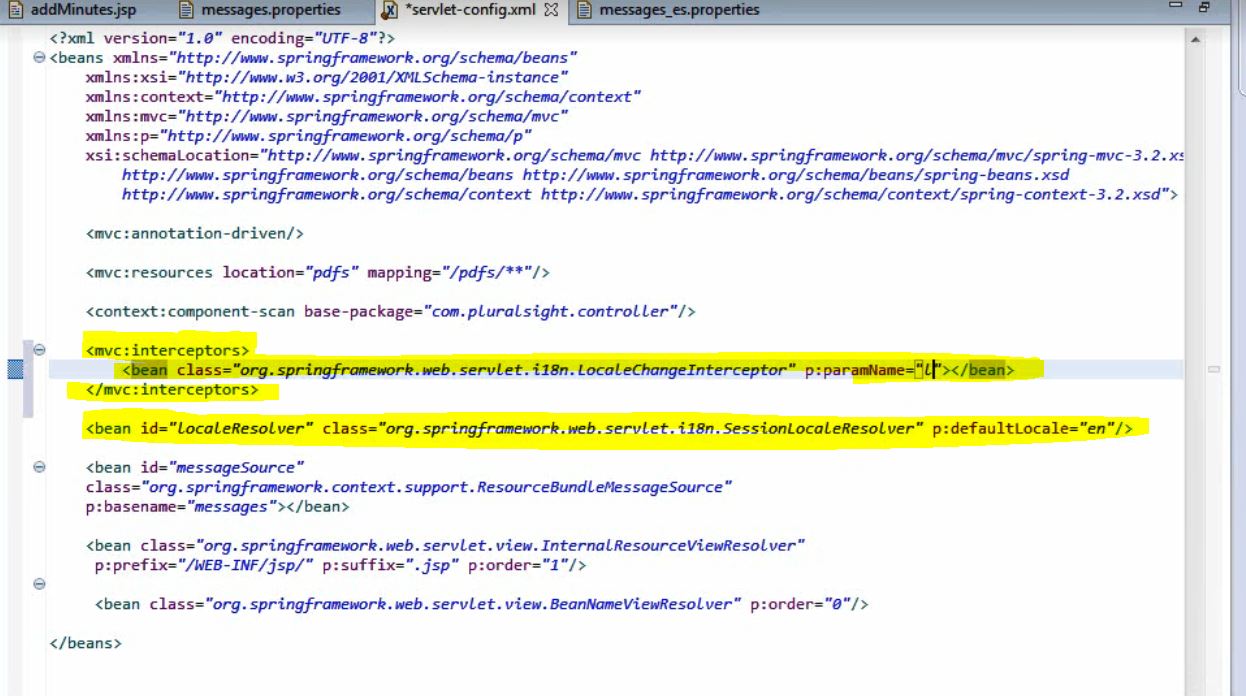 addMinutes.jsp messages.properties *servlet-config.xml messages_es.properties
<?xml version="1.0" encoding="UTF-8"?>
<beans xmlns="http://www.springframework.org/schema/beans"
xmlns:xsi="http://www.w3.org/2001/XMLSchema-instance"
xmlns:context="http://www.springframework.org/schema/context"
xmlns:mvc="http://www.springframework.org/schema/mvc"
xmlns:p="http://www.springframework.org/schema/p"
xsi:schemaLocation="http://www.springframework.org/schema/mvc http://www.springframework.org/schema/mvc/spring-mvc-3.2.xs
http://www.springframework.org/schema/beans http://www.springframework.org/schema/beans/spring-beans.xsd
http://www.springframework.org/schema/context http://www.springframework.org/schema/context/spring-context-3.2.xsd">
<mvc:annotation-driven/>
<mvc:resources location="pdfs" mapping="/pdfs/**"/>
<context:component-scan base-package="com.pluralsight.controller"/>
<mvc:interceptors>
<bean class="org.springframework.web.servlet.i18n.LocaleChangeInterceptor" p:paramName="l"></bean>
</mvc:interceptors>
<bean id="localeResolver" class="org.springframework.web.servlet.i18n.SessionLocaleResolver" p:defaultLocale="en"/>
<bean id="messageSource"
class="org.springframework.context.support.ResourceBundleMessageSource"
p:basename="messages"></bean>
<bean class="org.springframework.web.servlet.view.InternalResourceViewResolver"
p:prefix="/WEB-INF/jsp/" p:suffix=".jsp" p:order="1"/>
<bean class="org.springframework.web.servlet.view.BeanNameViewResolver" p:order="0"/>
</beans>